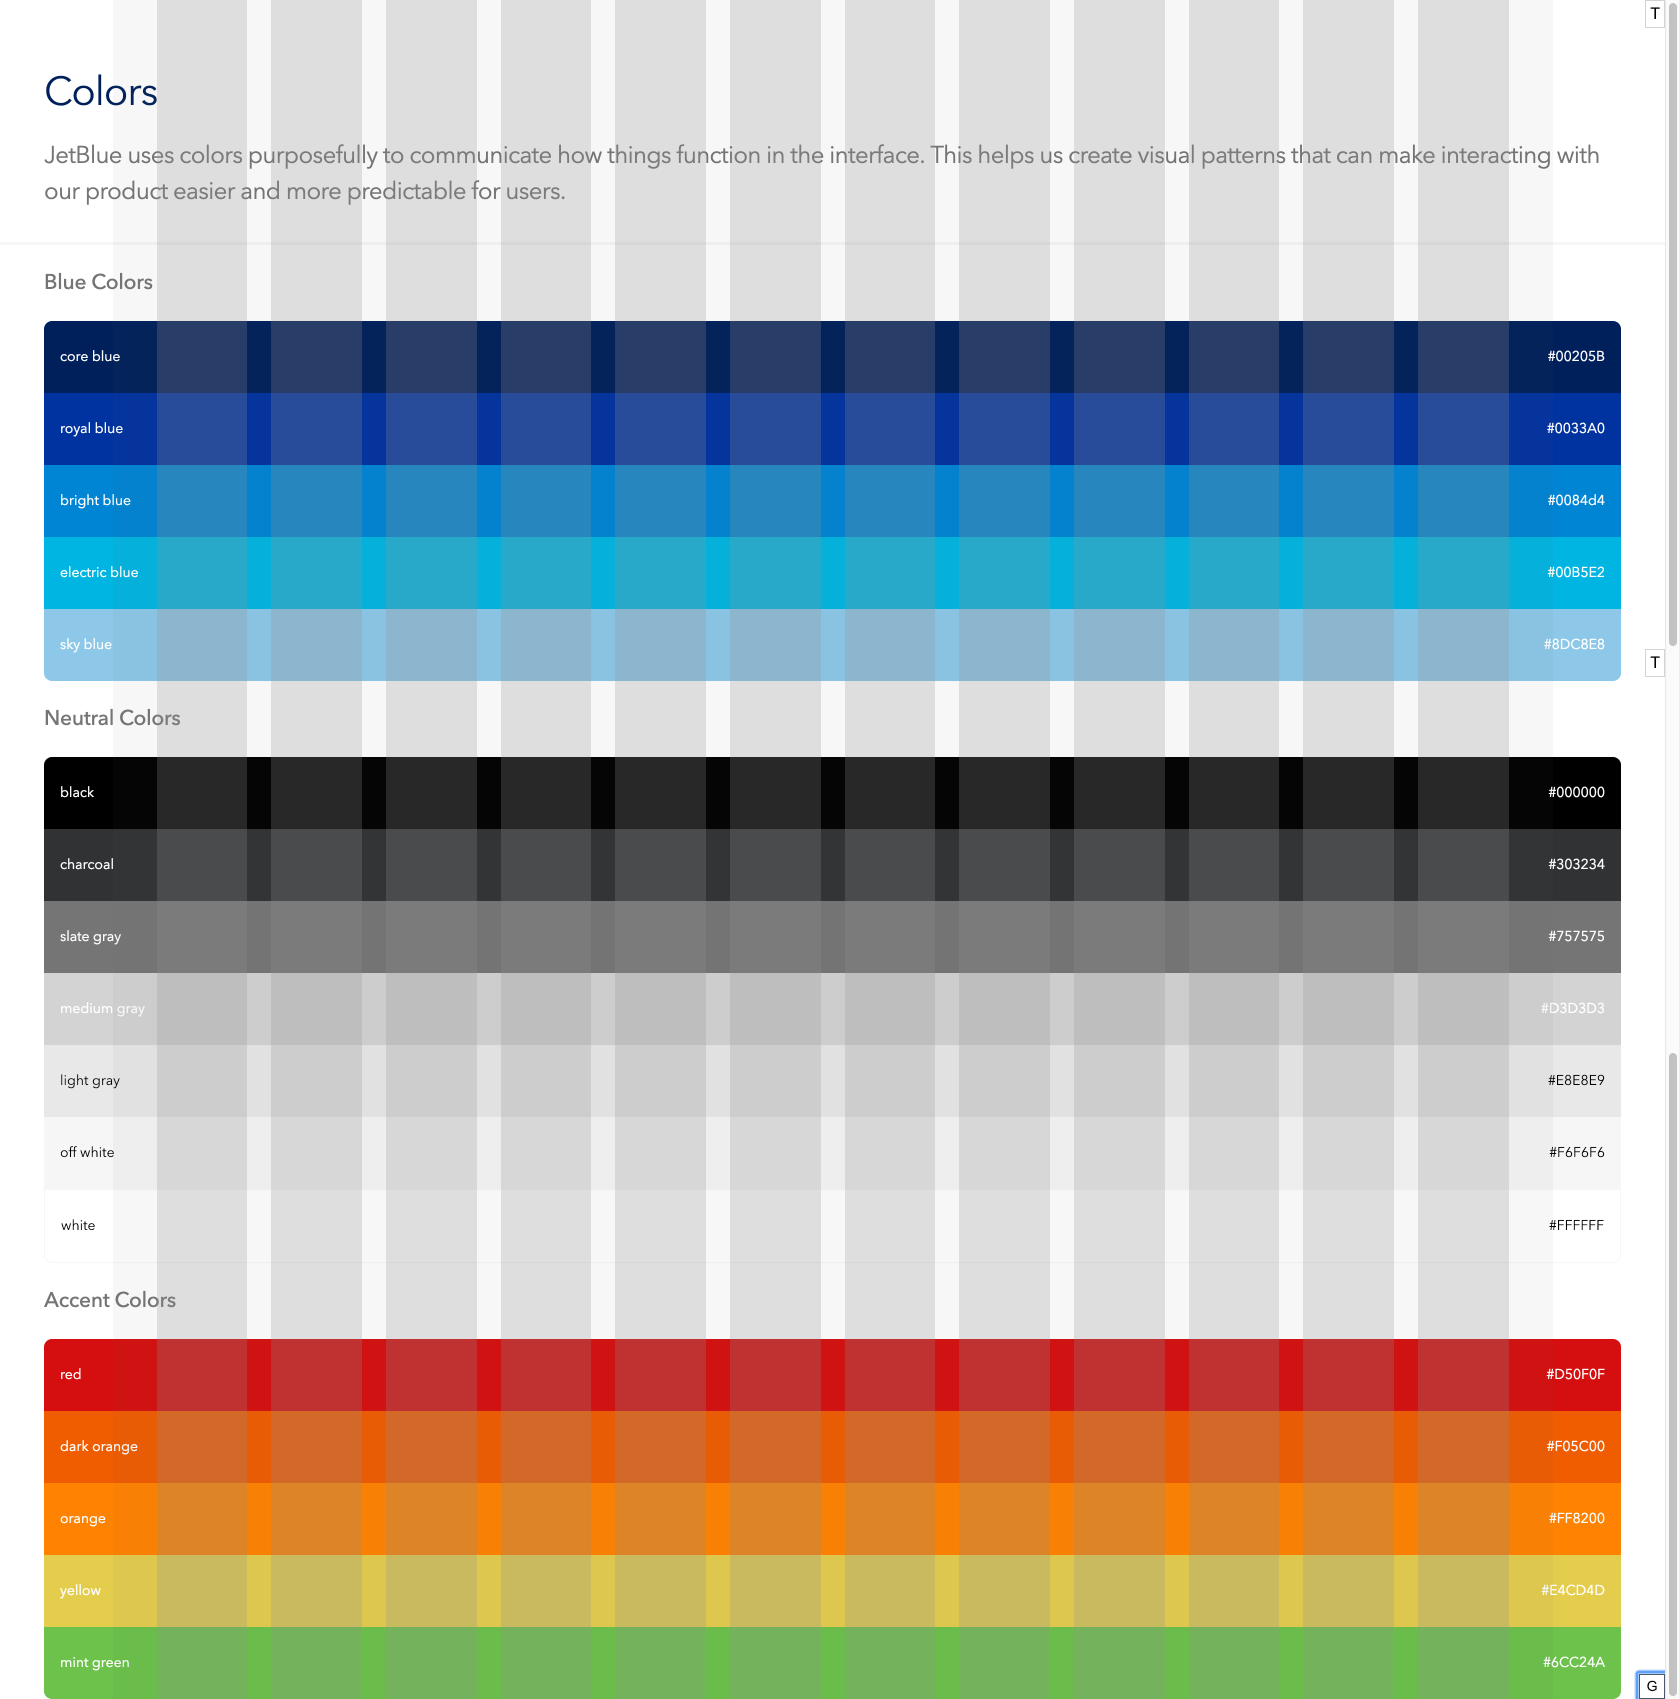 T
Colors
JetBlue uses colors purposefully to communicate how things function in the interface. This helps us create visual patterns that can make interacting with
our product easier and more predictable for users.
Blue Colors
core blue #00205B
royal blue #0033A0
bright blue #0084d4
electric blue #00B5E2
sky blue #8DC8E8
T
Neutral Colors
black #000000
charcoal #303234
slate gray #757575
medium gray #D3D3D3
light gray #E8E8E9
off white #F6F6F6
white #FFFFFF
Accent Colors
red #D50F0F
dark orange #F05C00
orange #FF8200
yellow #E4CD4D
mint green #6CC24A
G